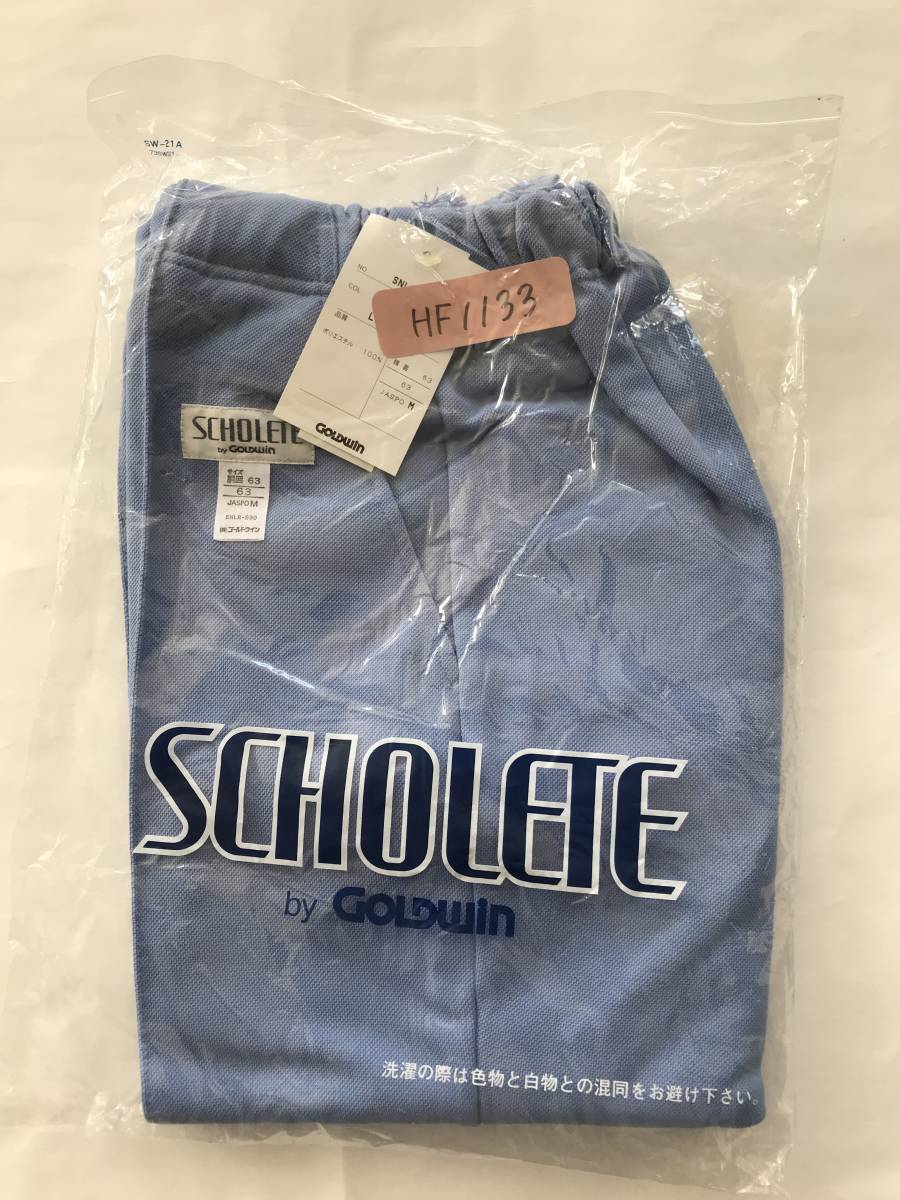 SW-21A
NO.
SNL
COL
L
品質
ポリエステル 100%
63
63
JASPO M
GOLDWIN
HF1133
SCHOLETE
by GOLDWIN
サイズ
胴囲 63
63
JASPO M
SNLR-590
㈱ゴールドウイン
SCHOLETE
by GOLDWIN
洗濯の際は色物と白物との混同をお避け下さい。